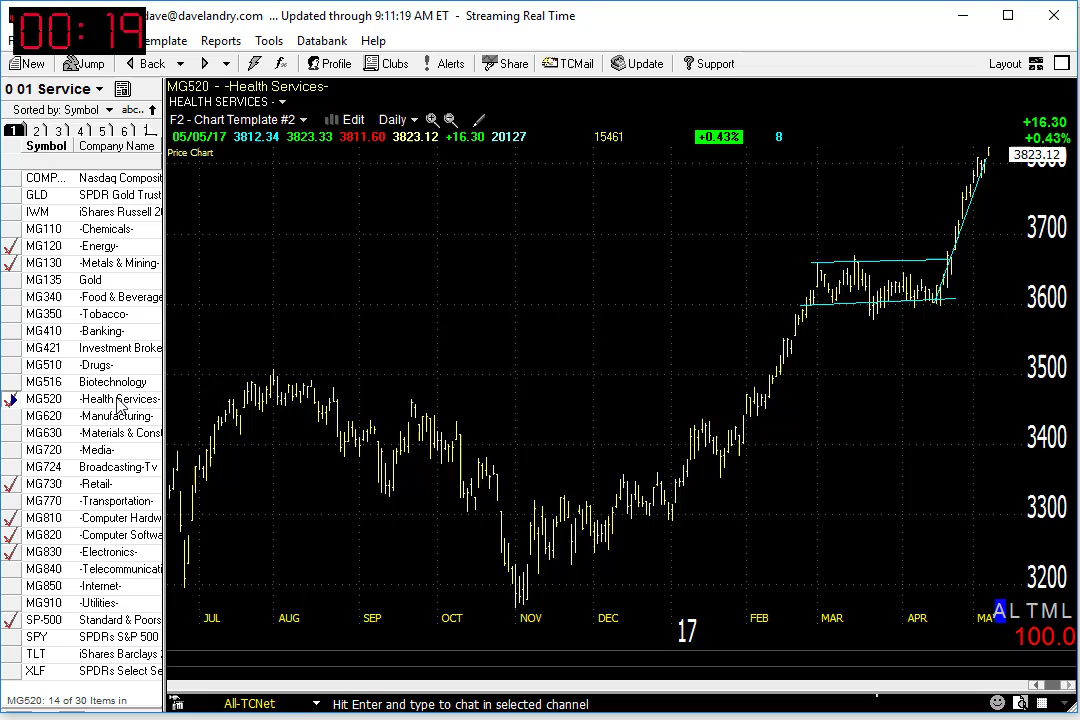 00:19
dave@davelandry.com ... Updated through 9:11:19 AM ET - Streaming Real Time
Template Reports Tools Databank Help
New Jump Back Profile Clubs Alerts Share TCMail Update Support Layout
0 01 Service
Sorted by: Symbol abc..
1 2 3 4 5 6
Symbol Company Name
COMP... Nasdaq Composit
GLD SPDR Gold Trust
IWM iShares Russell 20
MG110 -Chemicals-
MG120 -Energy-
MG130 -Metals & Mining-
MG135 Gold
MG340 -Food & Beverage
MG350 -Tobacco-
MG410 -Banking-
MG421 Investment Broke
MG510 -Drugs-
MG516 Biotechnology
MG520 -Health Services-
MG620 -Manufacturing-
MG630 -Materials & Const
MG720 -Media-
MG724 Broadcasting-Tv
MG730 -Retail-
MG770 -Transportation-
MG810 -Computer Hardw
MG820 -Computer Softwa
MG830 -Electronics-
MG840 -Telecommunicati
MG850 -Internet-
MG910 -Utilities-
SP-500 Standard & Poors
SPY SPDRs S&P 500
TLT iShares Barclays 2
XLF SPDRs Select Se
MG520: 14 of 30 Items in
MG520 - -Health Services-
HEALTH SERVICES -
F2 - Chart Template #2 Edit Daily
05/05/17 3812.34 3823.33 3811.60 3823.12 +16.30 20127 15461 +0.43% 8
Price Chart
+16.30
+0.43%
3823.12
3700
3600
3500
3400
3300
3200
JUL AUG SEP OCT NOV DEC 17 FEB MAR APR MA
A L T M L
100.0
All-TCNet Hit Enter and type to chat in selected channel